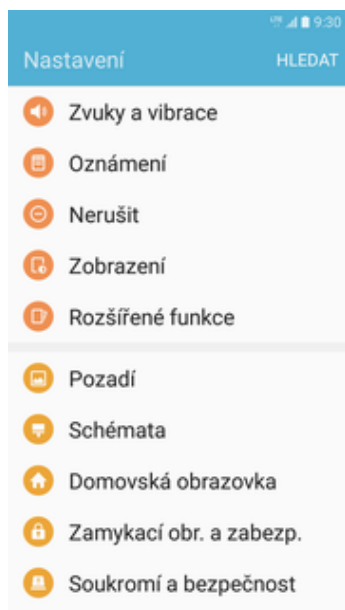 9:30
Nastavení HLEDAT
Zvuky a vibrace
Oznámení
Nerušit
Zobrazení
Rozšířené funkce
Pozadí
Schémata
Domovská obrazovka
Zamykací obr. a zabezp.
Soukromí a bezpečnost